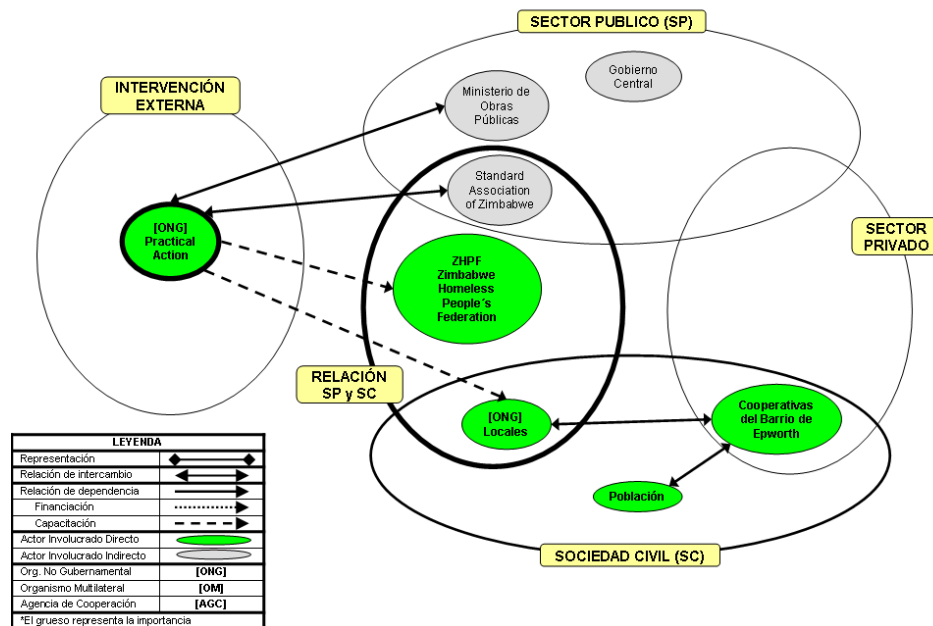 SECTOR PUBLICO (SP)
INTERVENCIÓN
EXTERNA
Gobierno
Central
Ministerio de
Obras
Públicas
Standard
Association
of Zimbabwe
[ONG]
Practical
Action
SECTOR
PRIVADO
ZHPF
Zimbabwe
Homeless
People´s
Federation
RELACIÓN
SP y SC
[ONG]
Locales
Cooperativas
del Barrio de
Epworth
Población
SOCIEDAD CIVIL (SC)
LEYENDA
Representación
Relación de intercambio
Relación de dependencia
Financiación
Capacitación
Actor Involucrado Directo
Actor Involucrado Indirecto
Org. No Gubernamental [ONG]
Organismo Multilateral [OM]
Agencia de Cooperación [AGC]
*El grueso representa la importancia